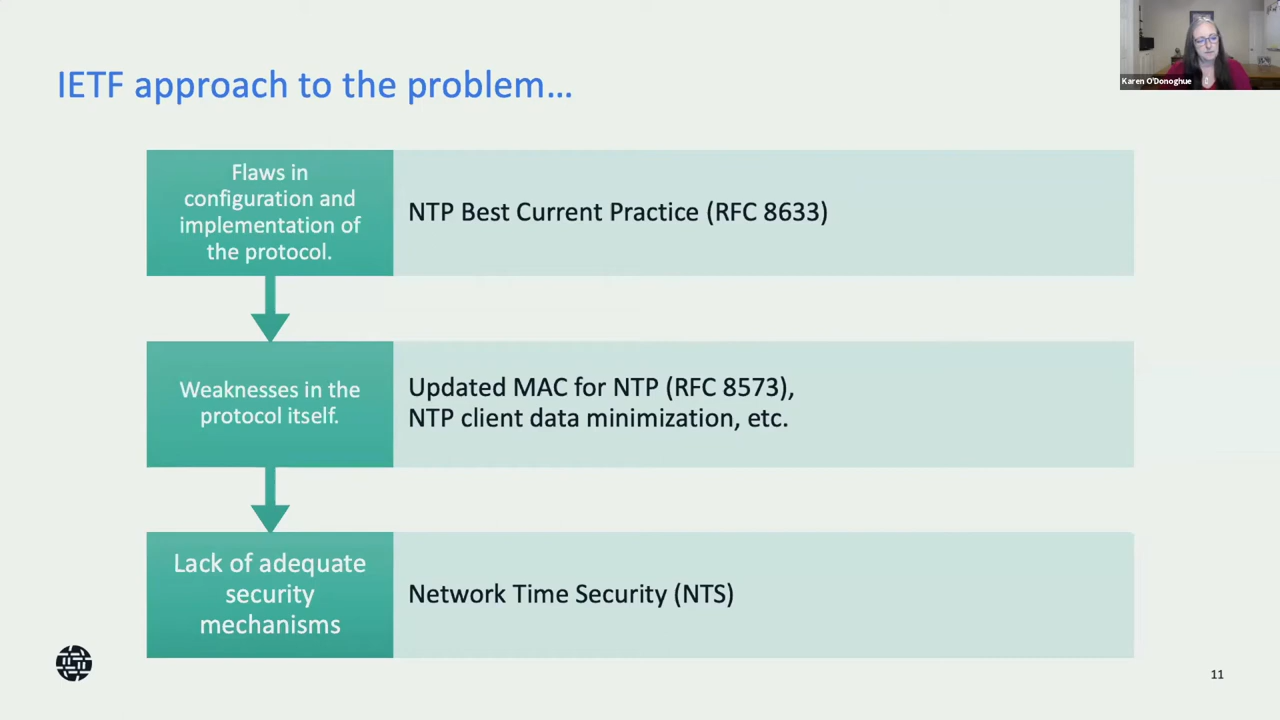 IETF approach to the problem...
Karen O'Donoghue
Flaws in
configuration and
implementation of
the protocol.
NTP Best Current Practice (RFC 8633)
Weaknesses in the
protocol itself.
Updated MAC for NTP (RFC 8573),
NTP client data minimization, etc.
Lack of adequate
security
mechanisms
Network Time Security (NTS)
11